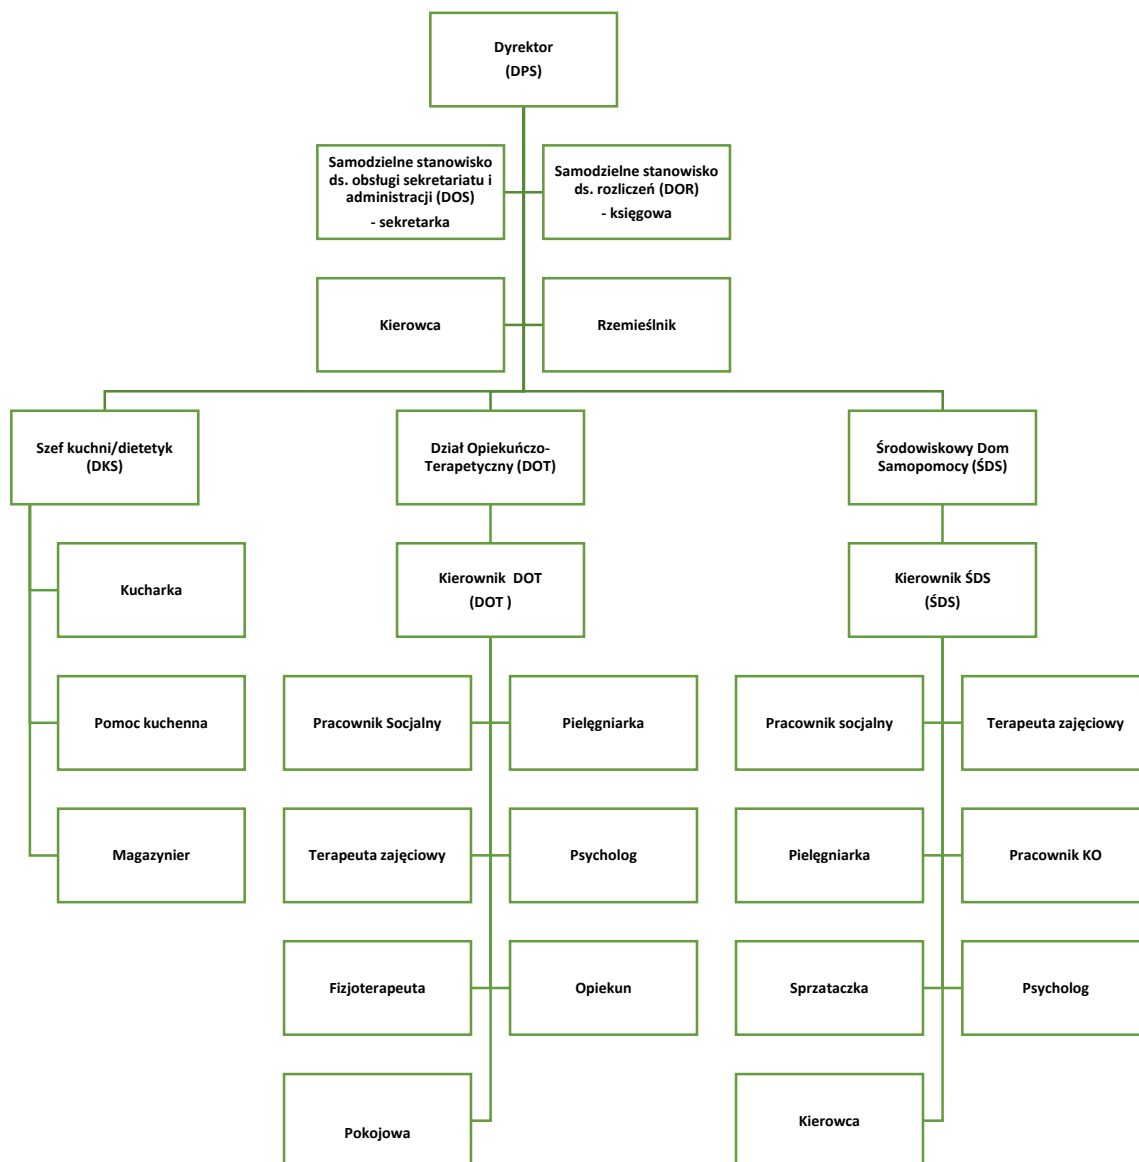 Dyrektor
(DPS)
Samodzielne stanowisko
ds. obsługi sekretariatu i
administracji (DOS)
- sekretarka
Samodzielne stanowisko
ds. rozliczeń (DOR)
- księgowa
Kierowca
Rzemieślnik
Szef kuchni/dietetyk
(DKS)
Dział Opiekuńczo-
Terapetyczny (DOT)
Środowiskowy Dom
Samopomocy (ŚDS)
Kucharka
Kierownik DOT
(DOT )
Kierownik ŚDS
(ŚDS)
Pomoc kuchenna
Pracownik Socjalny
Pielęgniarka
Pracownik socjalny
Terapeuta zajęciowy
Magazynier
Terapeuta zajęciowy
Psycholog
Pielęgniarka
Pracownik KO
Fizjoterapeuta
Opiekun
Sprzataczka
Psycholog
Pokojowa
Kierowca